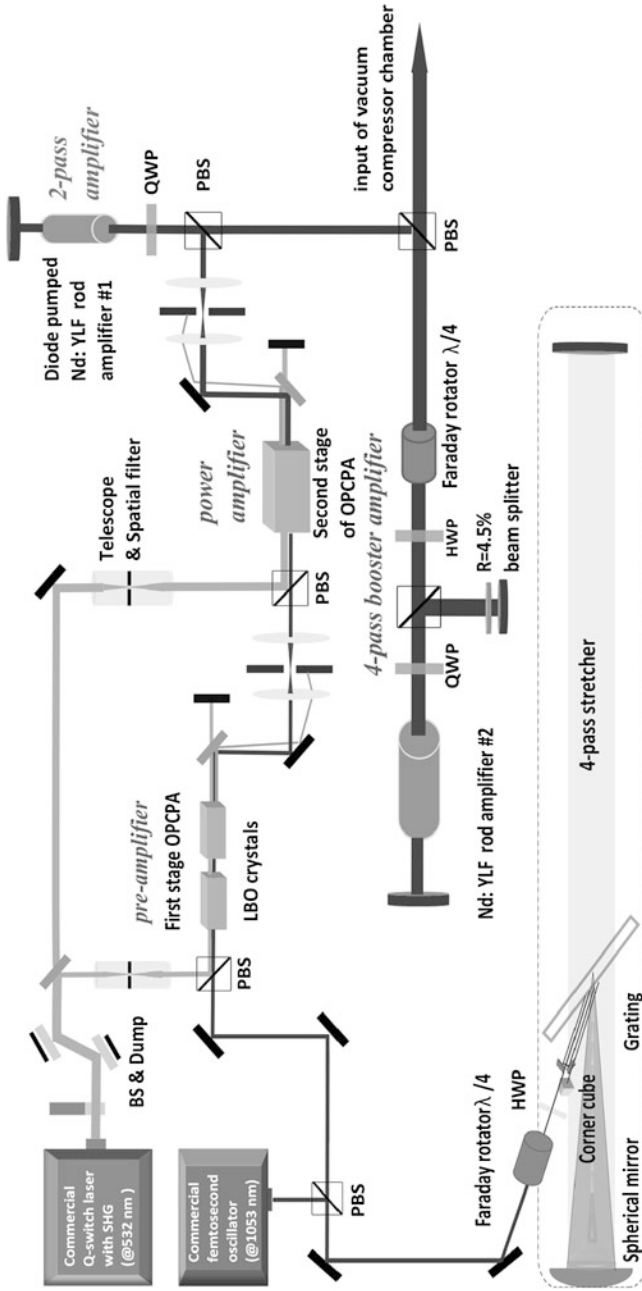 Commercial
Q-switch laser
with SHG
(@532 nm )
BS & Dump
Commercial
femtosecond
oscillator
(@1053 nm)
PBS
pre-amplifier
First stage OPCPA
LBO crystals
PBS
Telescope
& Spatial filter
power
amplifier
Second stage
of OPCPA
PBS
Diode pumped
Nd: YLF rod
amplifier #1
2-pass
amplifier
QWP
PBS
input of vacuum
compressor chamber
PBS
Faraday rotator λ/4
HWP
4-pass booster amplifier
R=4.5%
beam splitter
QWP
Nd: YLF rod amplifier #2
Faraday rotatorλ/4
HWP
Corner cube
Spherical mirror
Grating
4-pass stretcher